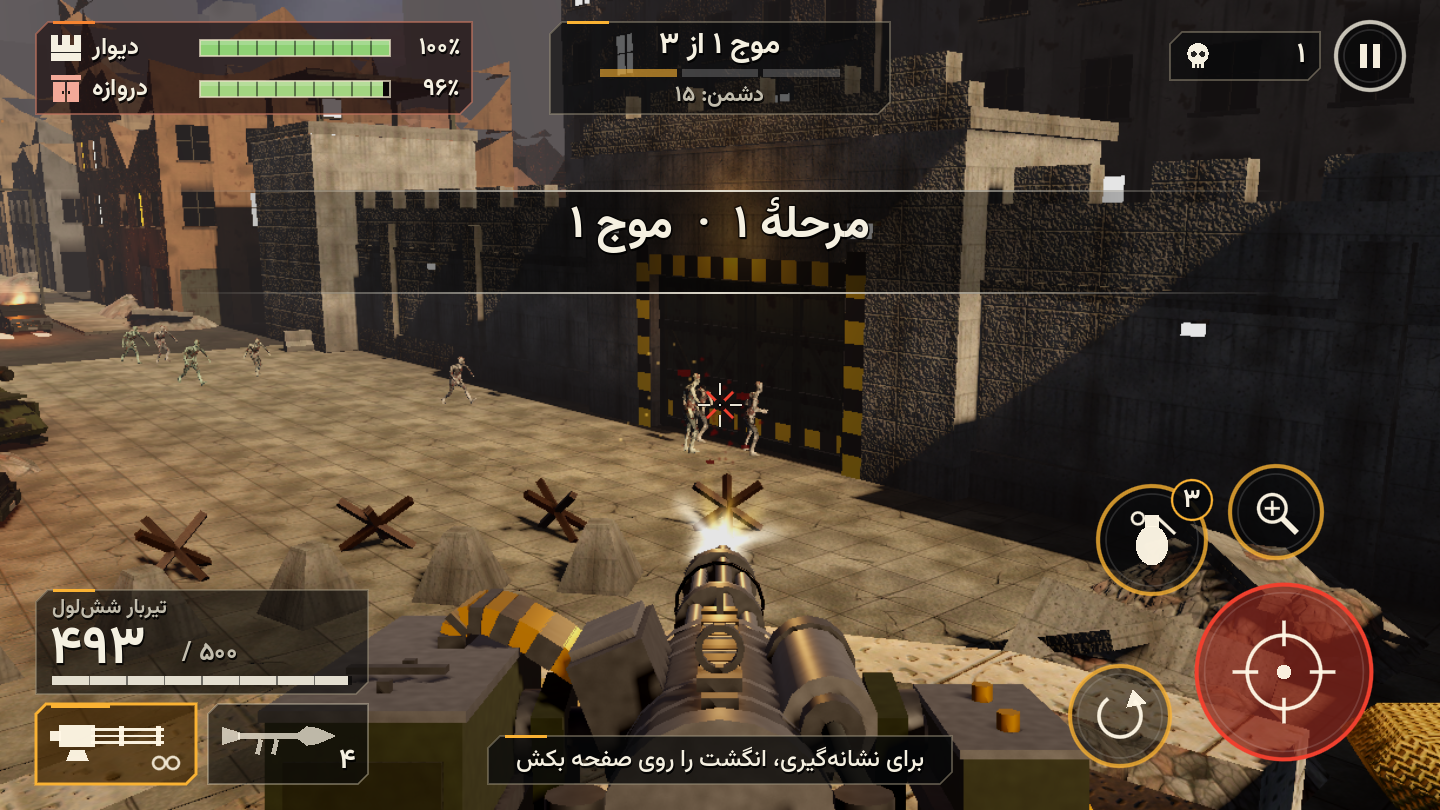 دیوار ۱۰۰٪
دروازه ۹۶٪
موج ۱ از ۳
دشمن: ۱۵
۱
مرحلهٔ ۱ · موج ۱
۳
تیربار شش‌لول
۴۹۳ / ۵۰۰
∞
۴
برای نشانه‌گیری، انگشت را روی صفحه بکش